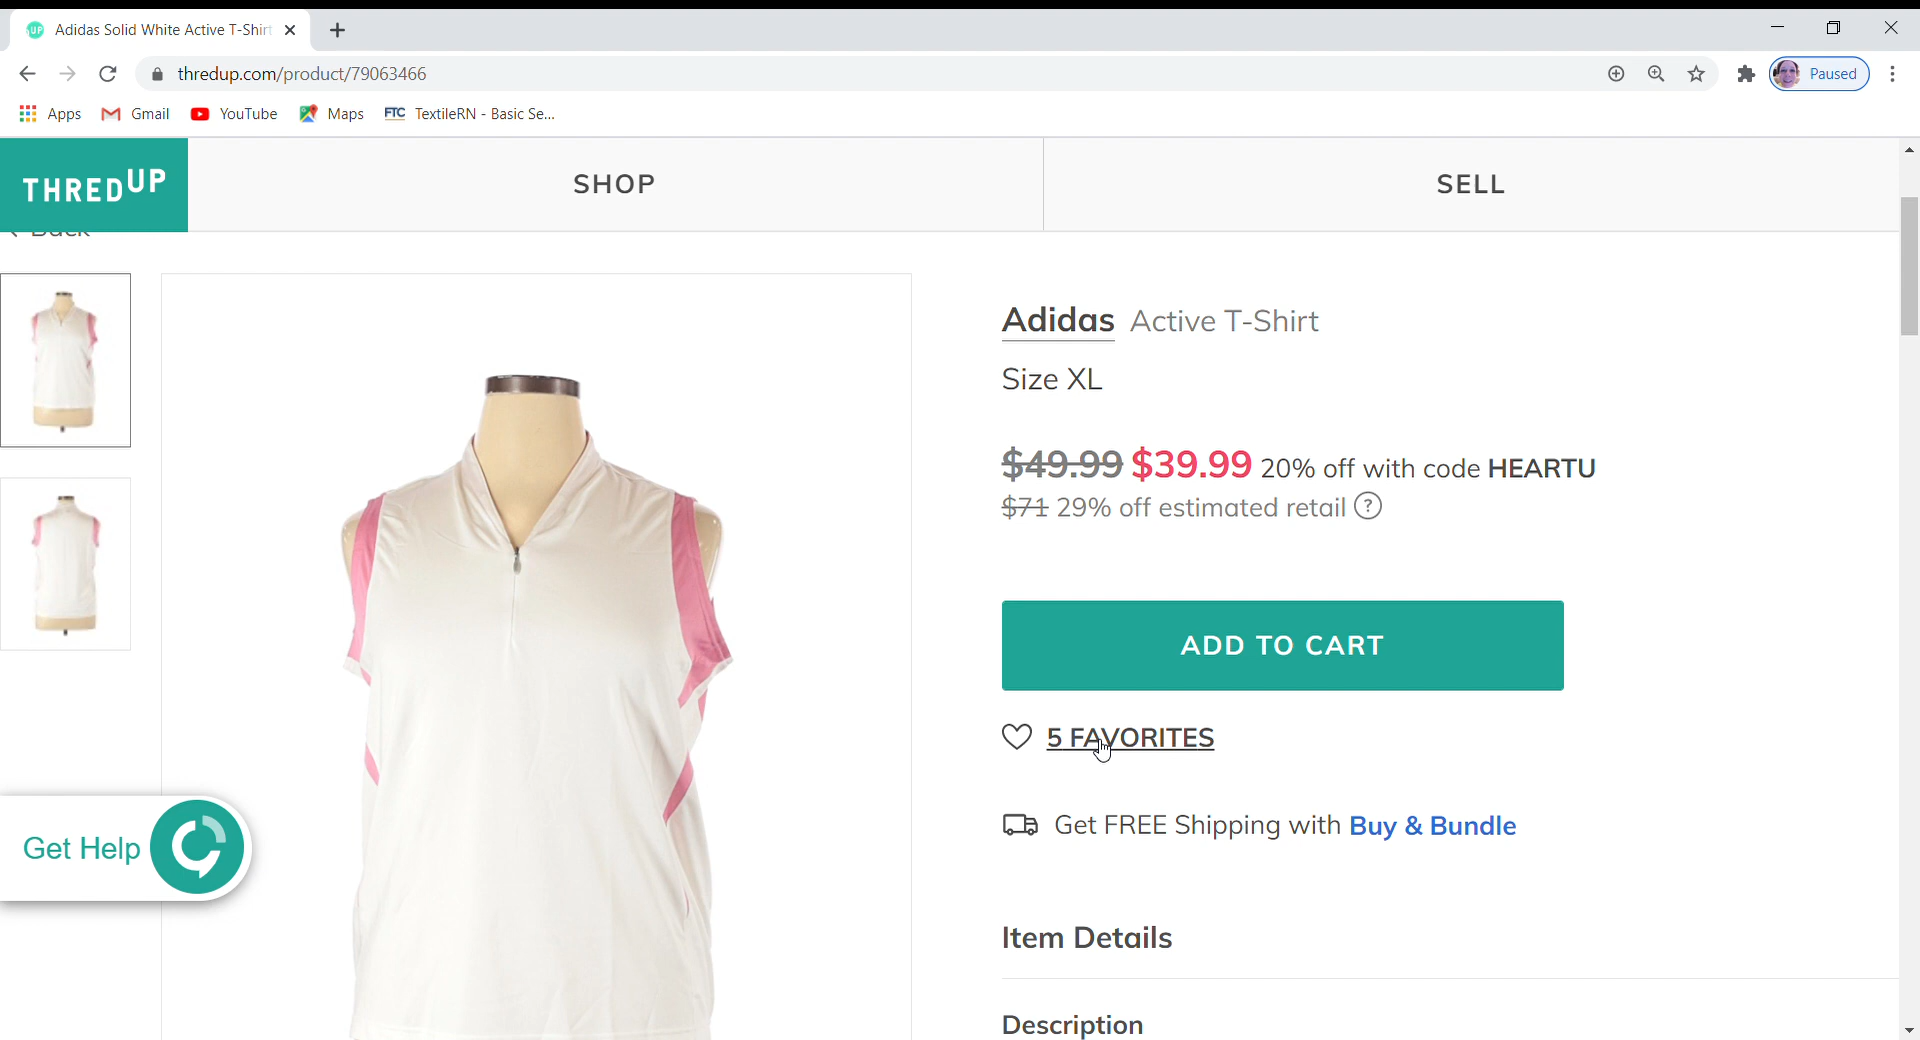 Adidas Solid White Active T-Shirt
thredup.com/product/79063466
Paused
Apps
Gmail
YouTube
Maps
FTC TextileRN - Basic Se...
THREDUP
SHOP
SELL
Back
Adidas Active T-Shirt
Size XL
$49.99 $39.99 20% off with code HEARTU
$71 29% off estimated retail ?
ADD TO CART
5 FAVORITES
Get FREE Shipping with Buy & Bundle
Get Help
Item Details
Description